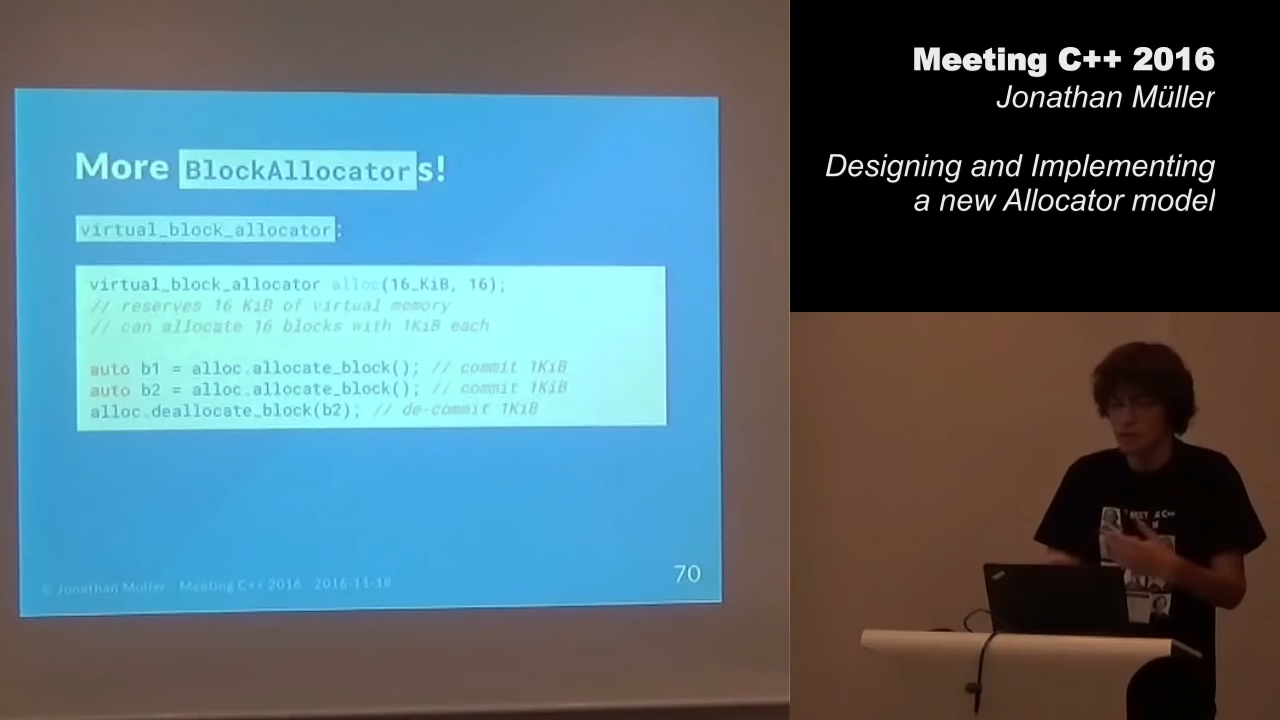 More BlockAllocators!
virtual_block_allocator:
virtual_block_allocator alloc(16_KiB, 16);
// reserves 16 KiB of virtual memory
// can allocate 16 blocks with 1KiB each
auto b1 = alloc.allocate_block(); // commit 1KiB
auto b2 = alloc.allocate_block(); // commit 1KiB
alloc.deallocate_block(b2); // de-commit 1KiB
© Jonathan Müller - Meeting C++ 2016 2016-11-18
70
Meeting C++ 2016
Jonathan Müller
Designing and Implementing
a new Allocator model